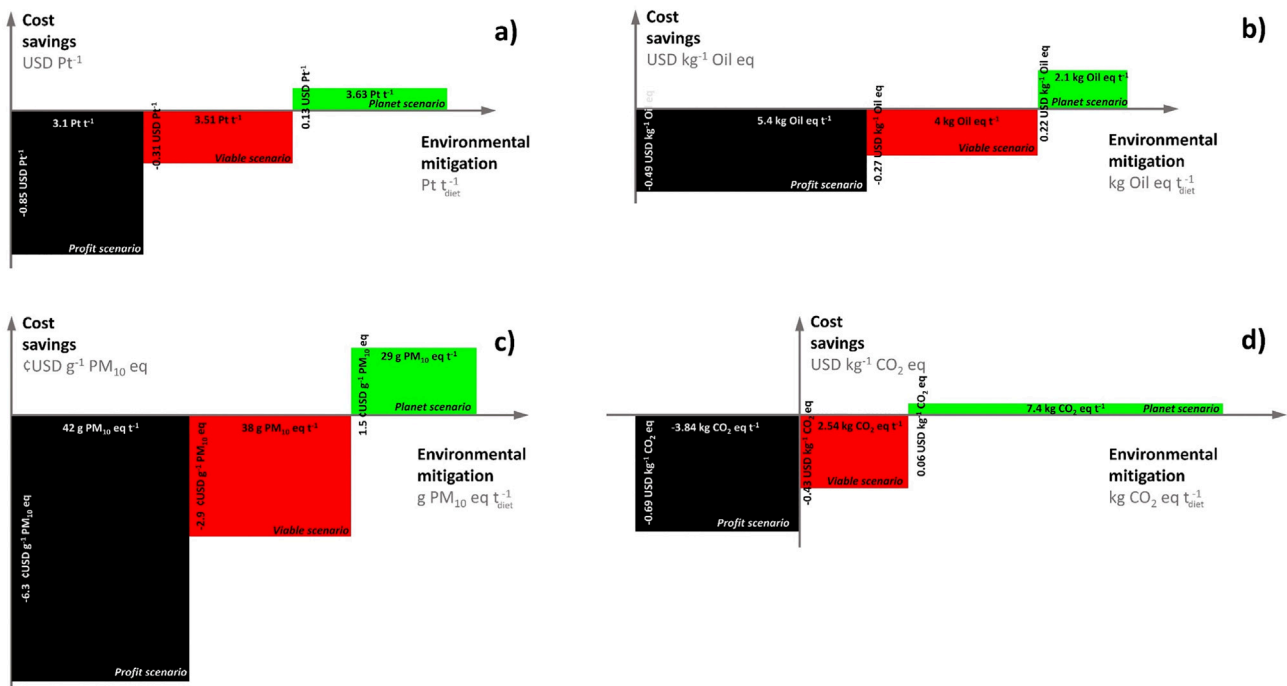 Cost
savings
USD Pt⁻¹
a)
3.1 Pt t⁻¹
-0.85 USD Pt⁻¹
Profit scenario
3.51 Pt t⁻¹
-0.31 USD Pt⁻¹
Viable scenario
3.63 Pt t⁻¹
0.13 USD Pt⁻¹
Planet scenario
Environmental
mitigation
Pt t⁻¹diet
Cost
savings
USD kg⁻¹ Oil eq
b)
5.4 kg Oil eq t⁻¹
-0.49 USD kg⁻¹ Oil eq
Profit scenario
4 kg Oil eq t⁻¹
-0.27 USD kg⁻¹ Oil eq
Viable scenario
2.1 kg Oil eq t⁻¹
0.22 USD kg⁻¹ Oil eq
Planet scenario
Environmental
mitigation
kg Oil eq t⁻¹diet
Cost
savings
¢USD g⁻¹ PM₁₀ eq
c)
42 g PM₁₀ eq t⁻¹
-6.3 ¢USD g⁻¹ PM₁₀ eq
Profit scenario
38 g PM₁₀ eq t⁻¹
-2.9 ¢USD g⁻¹ PM₁₀ eq
Viable scenario
29 g PM₁₀ eq t⁻¹
1.5 ¢USD g⁻¹ PM₁₀ eq
Planet scenario
Environmental
mitigation
g PM₁₀ eq t⁻¹diet
Cost
savings
USD kg⁻¹ CO₂ eq
d)
-3.84 kg CO₂ eq t⁻¹
-0.69 USD kg⁻¹ CO₂ eq
Profit scenario
2.54 kg CO₂ eq t⁻¹
-0.43 USD kg⁻¹ CO₂ eq
Viable scenario
7.4 kg CO₂ eq t⁻¹
0.06 USD kg⁻¹ CO₂ eq
Planet scenario
Environmental
mitigation
kg CO₂ eq t⁻¹diet